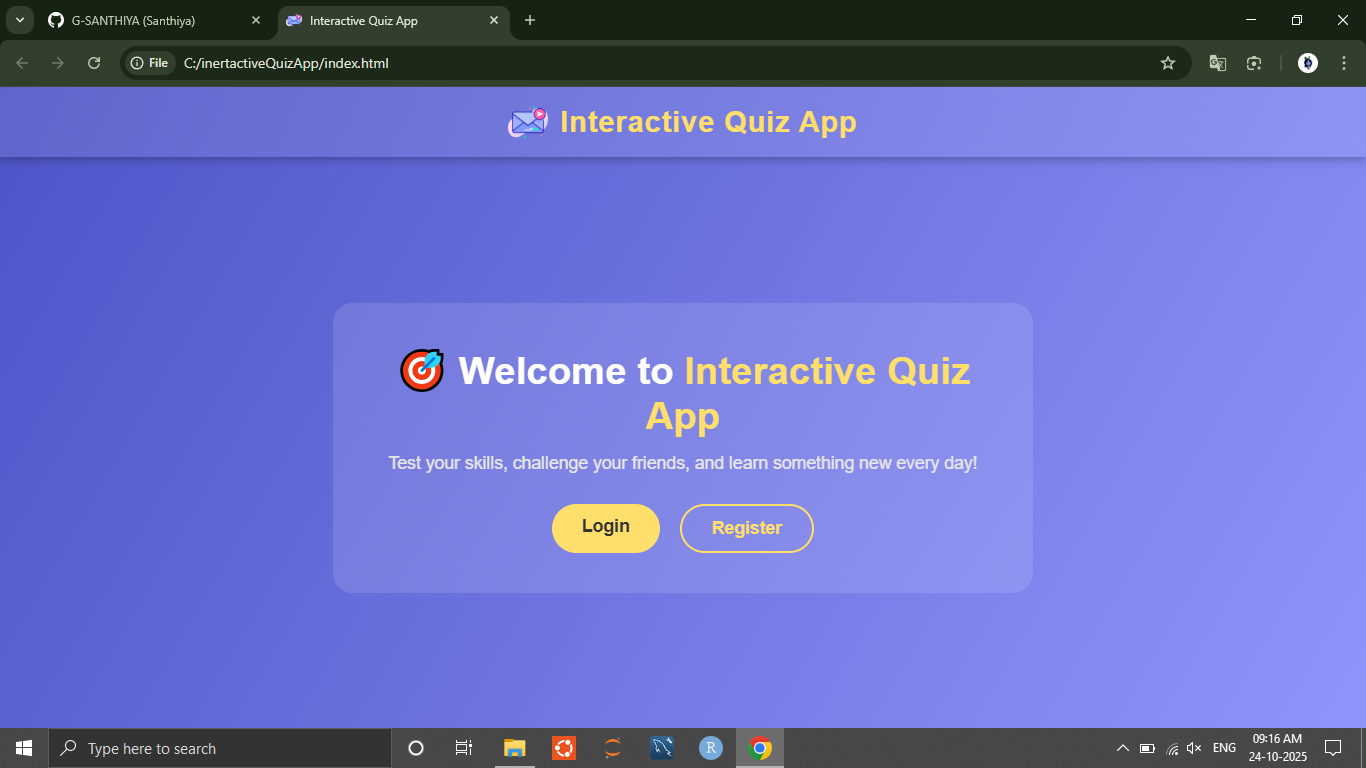 G-SANTHIYA (Santhiya)
Interactive Quiz App
File
C:/inertactiveQuizApp/index.html
Interactive Quiz App
Welcome to Interactive Quiz
App
Test your skills, challenge your friends, and learn something new every day!
Login
Register
Type here to search
R
ENG
09:16 AM
24-10-2025